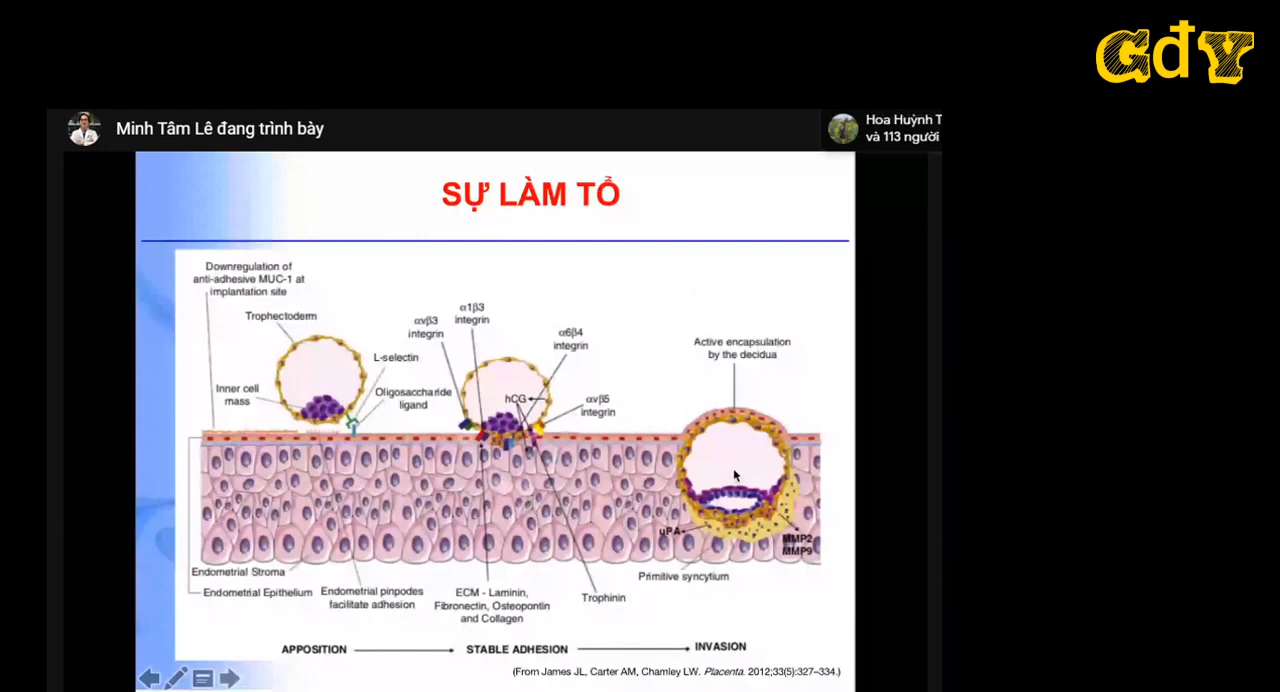 GđY
Minh Tâm Lê đang trình bày
Hoa Huỳnh T
và 113 người
SỰ LÀM TỔ
Downregulation of
anti-adhesive MUC-1 at
implantation site
Trophectoderm
Inner cell
mass
L-selectin
Oligosaccharide
ligand
αvβ3
integrin
α1β3
integrin
α6β4
integrin
hCG
αvβ5
integrin
Active encapsulation
by the decidua
uPA
MMP2
MMP9
Endometrial Stroma
Endometrial Epithelium
Endometrial pinpodes
facilitate adhesion
ECM - Laminin,
Fibronectin, Osteopontin
and Collagen
Trophinin
Primitive syncytium
APPOSITION
STABLE ADHESION
INVASION
(From James JL, Carter AM, Chamley LW. Placenta. 2012;33(5):327–334.)